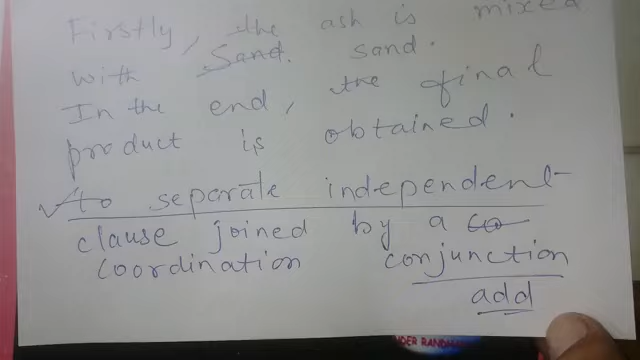 Firstly, the ash is mixed
with Sand. sand.
In the end, the final
product is obtained.
to separate independent
clause joined by a co
coordination conjunction
add